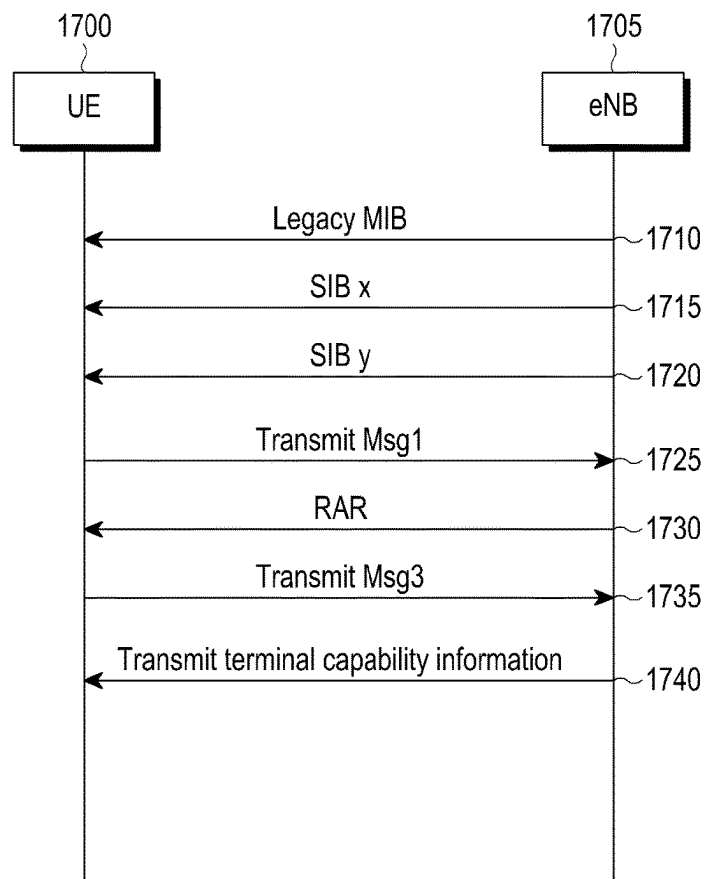 1700
1705
UE
eNB
Legacy MIB
1710
SIB x
1715
SIB y
1720
Transmit Msg1
1725
RAR
1730
Transmit Msg3
1735
Transmit terminal capability information
1740